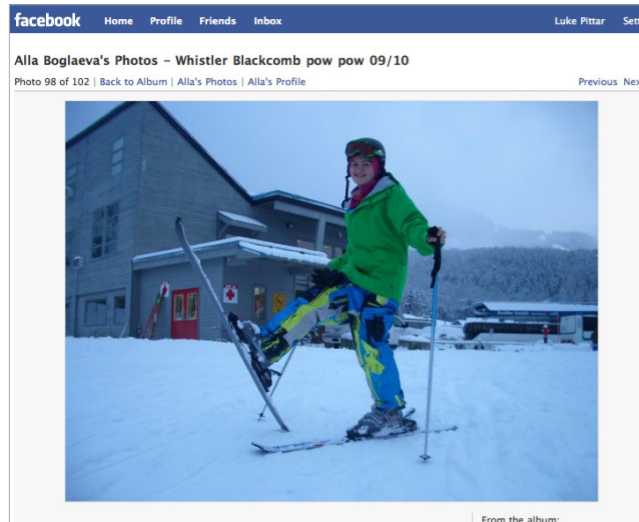 facebook Home Profile Friends Inbox Luke Pittar
Alla Boglaeva's Photos – Whistler Blackcomb pow pow 09/10
Photo 98 of 102 | Back to Album | Alla's Photos | Alla's Profile Previous
From the album: